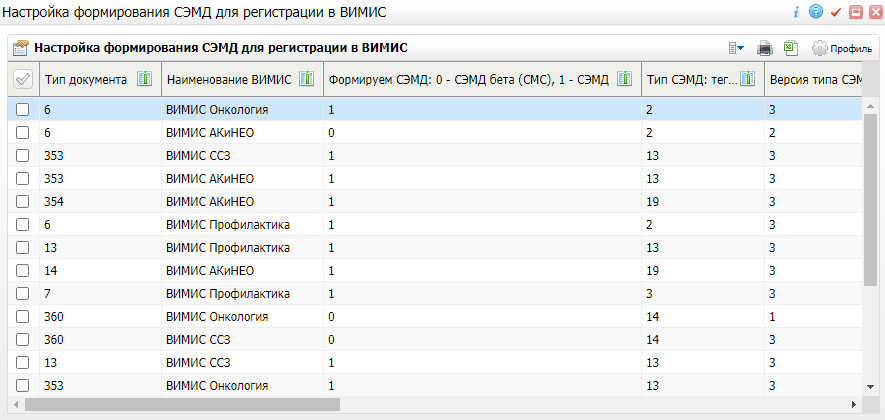 Настройка формирования СЭМД для регистрации в ВИМИС
Настройка формирования СЭМД для регистрации в ВИМИС Профиль
Тип документа Наименование ВИМИС Формируем СЭМД: 0 - СЭМД бета (СМС), 1 - СЭМД Тип СЭМД: тег... Версия типа СЭМ
6 ВИМИС Онкология 1 2 3
6 ВИМИС АКиНЕО 0 2 2
353 ВИМИС ССЗ 1 13 3
353 ВИМИС АКиНЕО 1 13 3
354 ВИМИС АКиНЕО 1 19 3
6 ВИМИС Профилактика 1 2 3
13 ВИМИС Профилактика 1 13 3
14 ВИМИС АКиНЕО 1 19 3
7 ВИМИС Профилактика 1 3 3
360 ВИМИС Онкология 0 14 1
360 ВИМИС ССЗ 0 14 3
13 ВИМИС ССЗ 1 13 3
353 ВИМИС Онкология 1 13 3